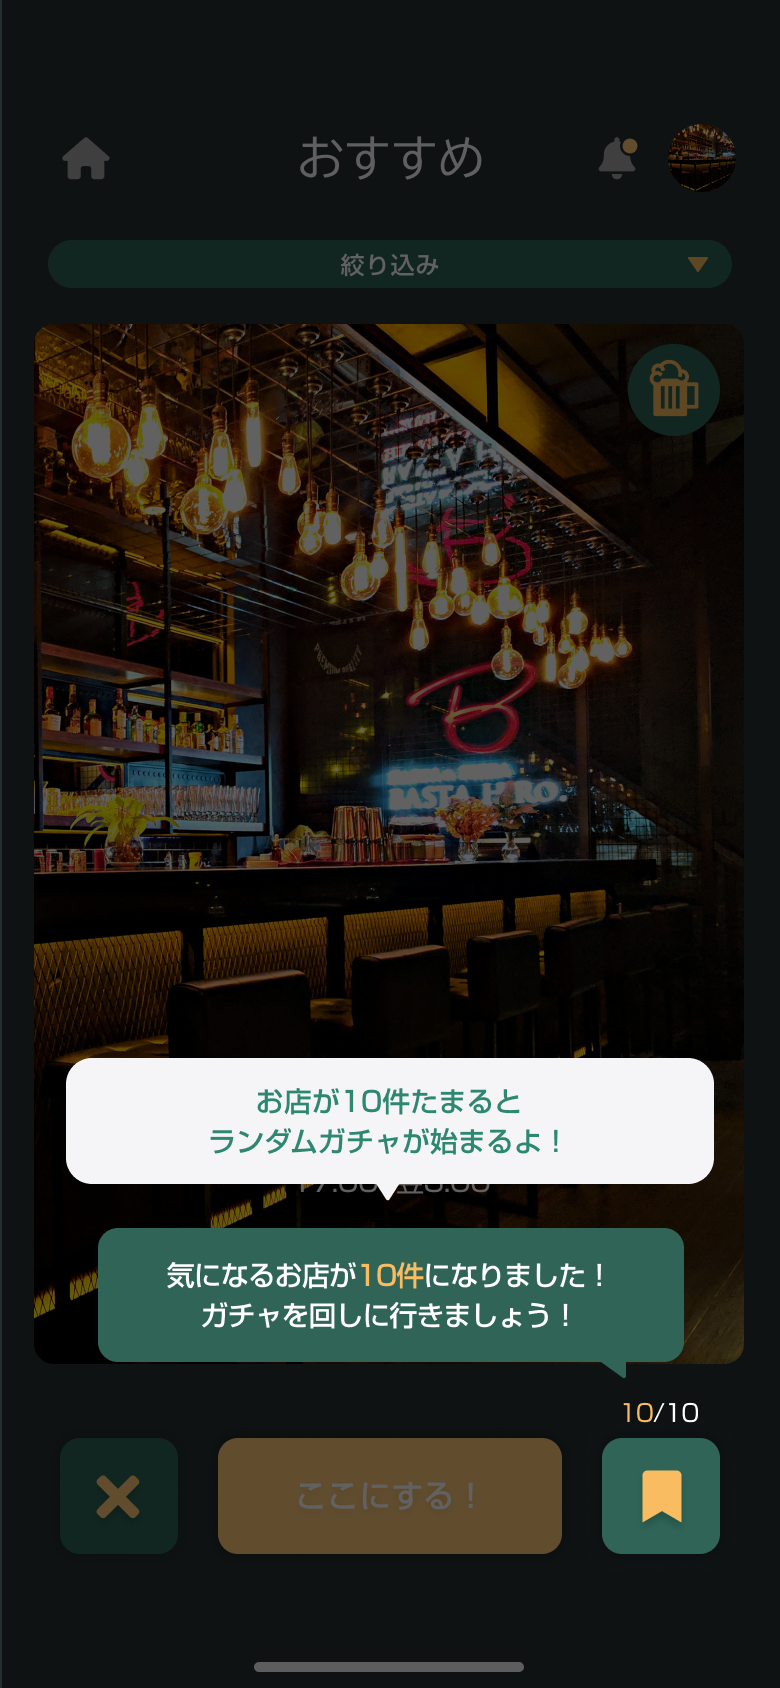 おすすめ
絞り込み
B
BASTA HIRO.
お店が10件たまると
ランダムガチャが始まるよ！
気になるお店が10件になりました！
ガチャを回しに行きましょう！
10/10
ここにする！